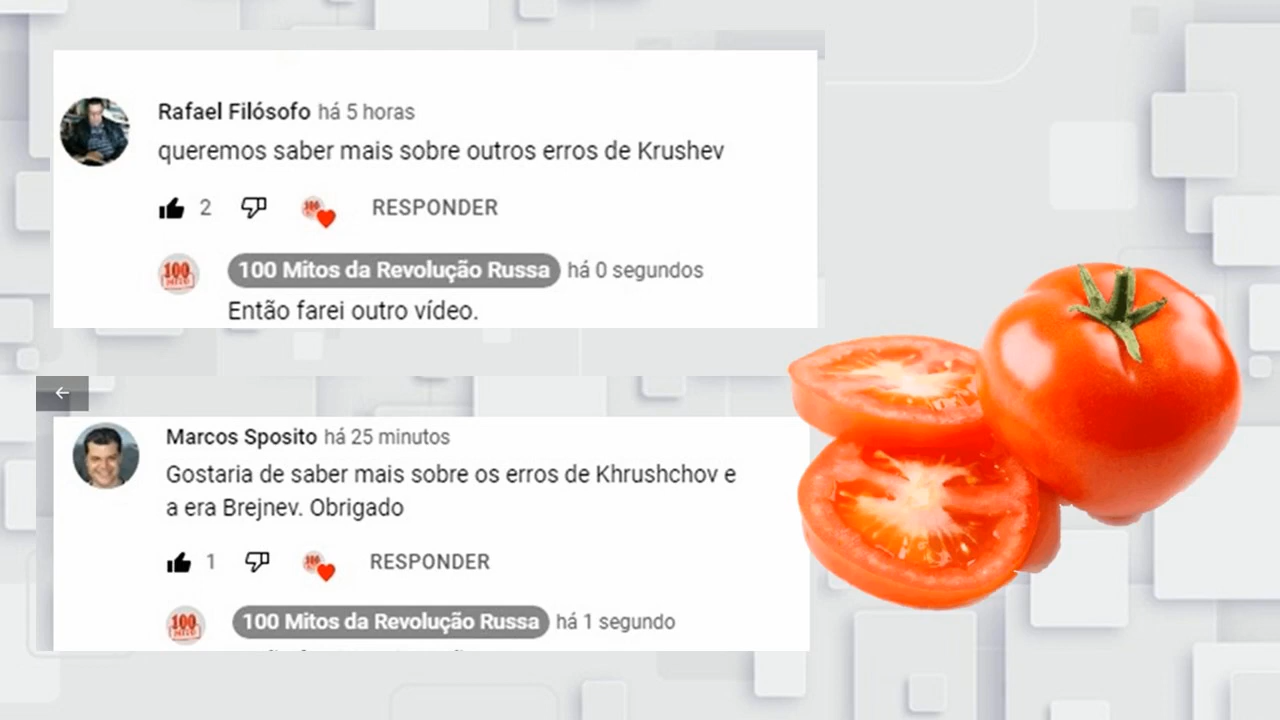 Rafael Filósofo há 5 horas
queremos saber mais sobre outros erros de Krushev
2 RESPONDER
100 Mitos da Revolução Russa há 0 segundos
Então farei outro vídeo.
Marcos Sposito há 25 minutos
Gostaria de saber mais sobre os erros de Khrushchov e
a era Brejnev. Obrigado
1 RESPONDER
100 Mitos da Revolução Russa há 1 segundo